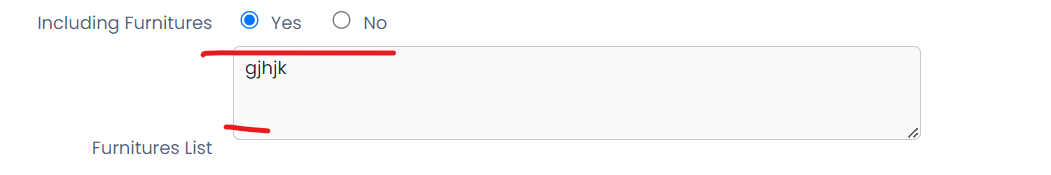 Including Furnitures Yes No
gjhjk
Furnitures List